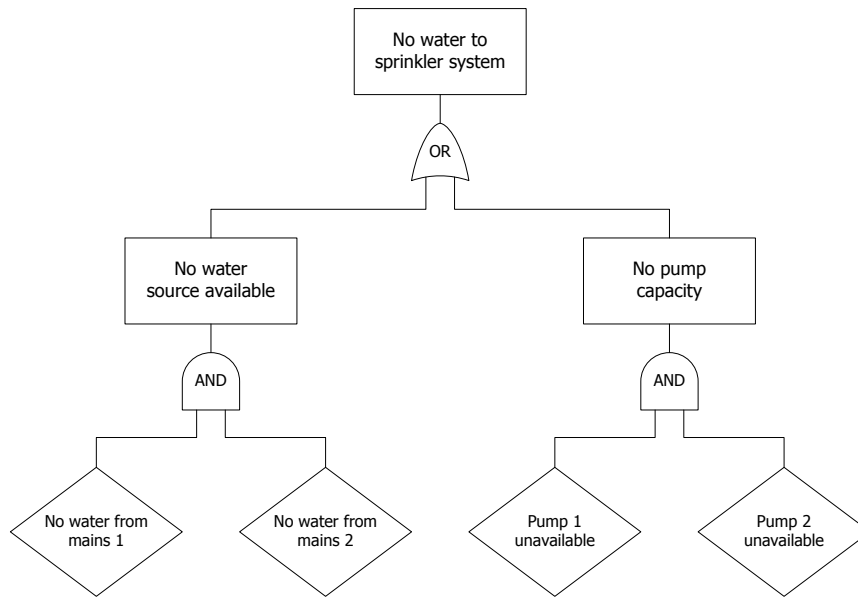 No water to
sprinkler system
OR
No water
source available
No pump
capacity
AND
AND
No water from
mains 1
No water from
mains 2
Pump 1
unavailable
Pump 2
unavailable